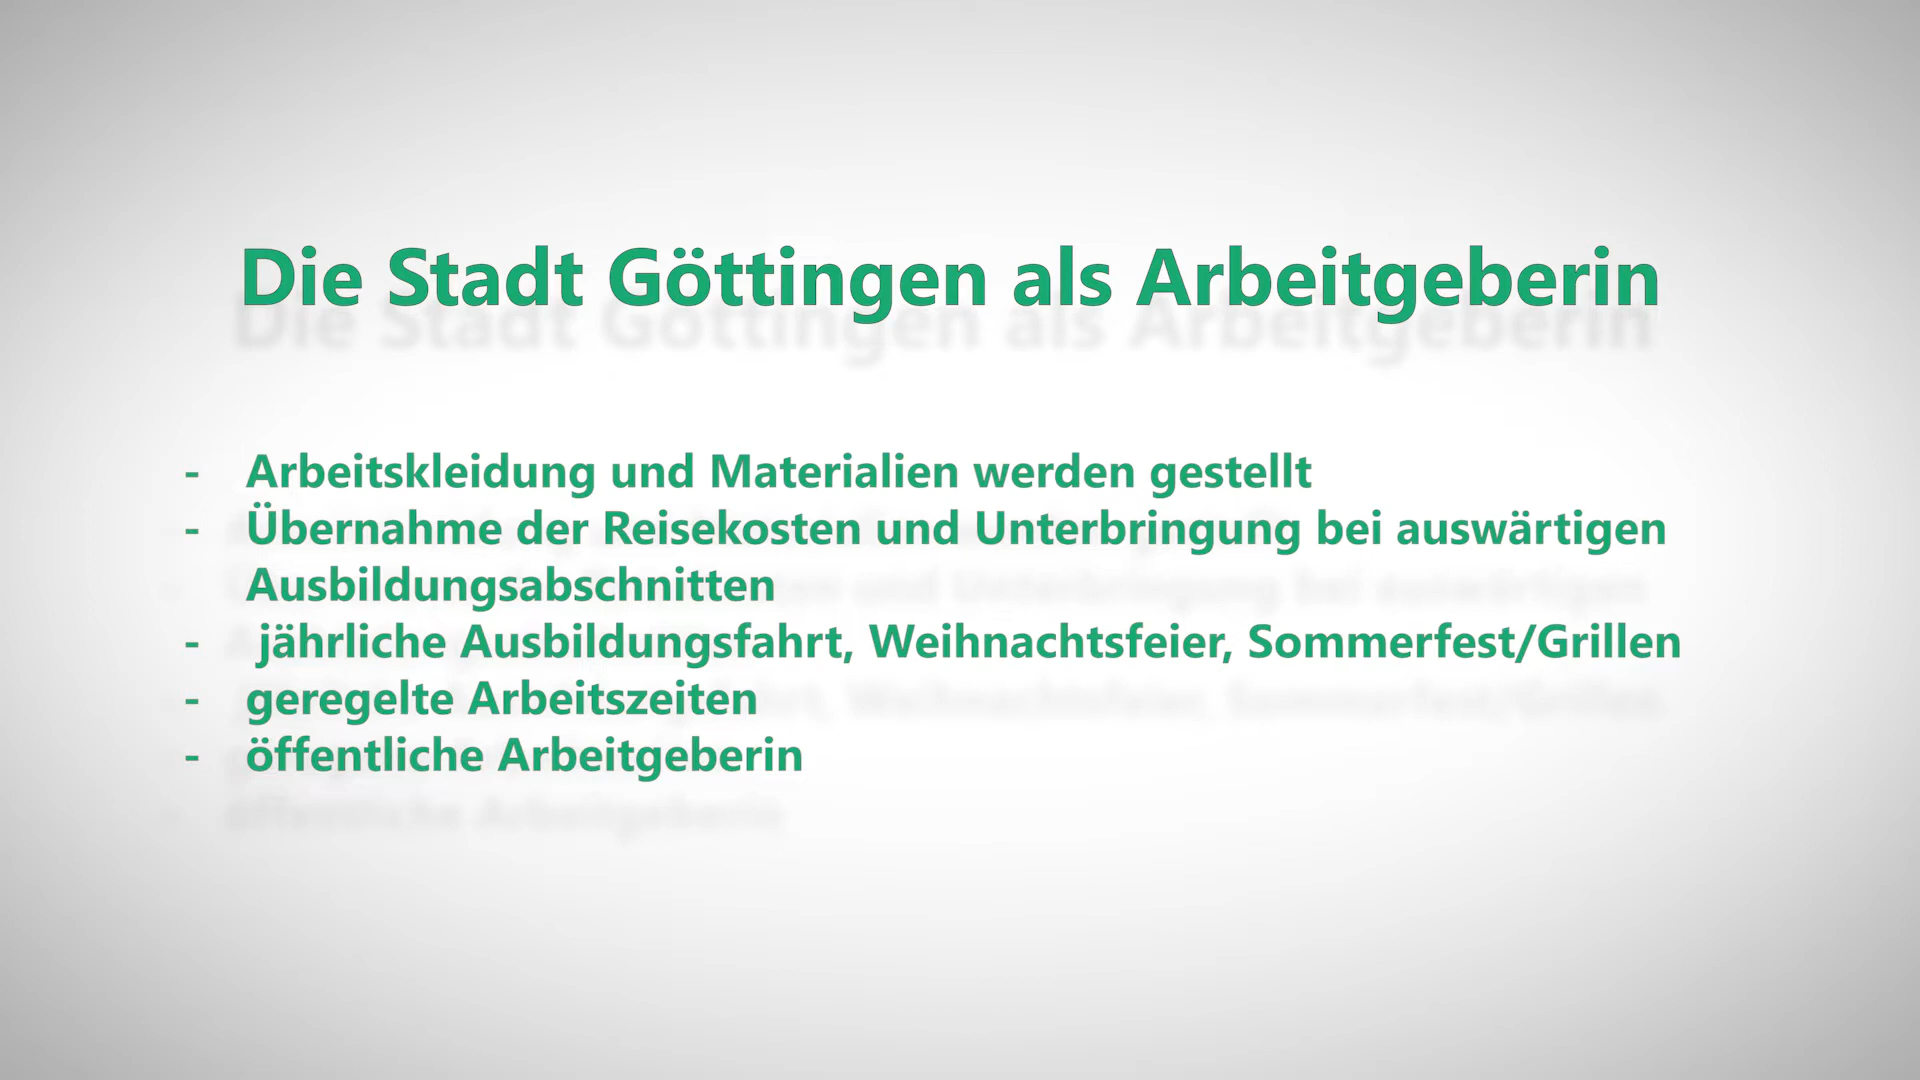 Die Stadt Göttingen als Arbeitgeberin
- Arbeitskleidung und Materialien werden gestellt
- Übernahme der Reisekosten und Unterbringung bei auswärtigen
Ausbildungsabschnitten
- jährliche Ausbildungsfahrt, Weihnachtsfeier, Sommerfest/Grillen
- geregelte Arbeitszeiten
- öffentliche Arbeitgeberin